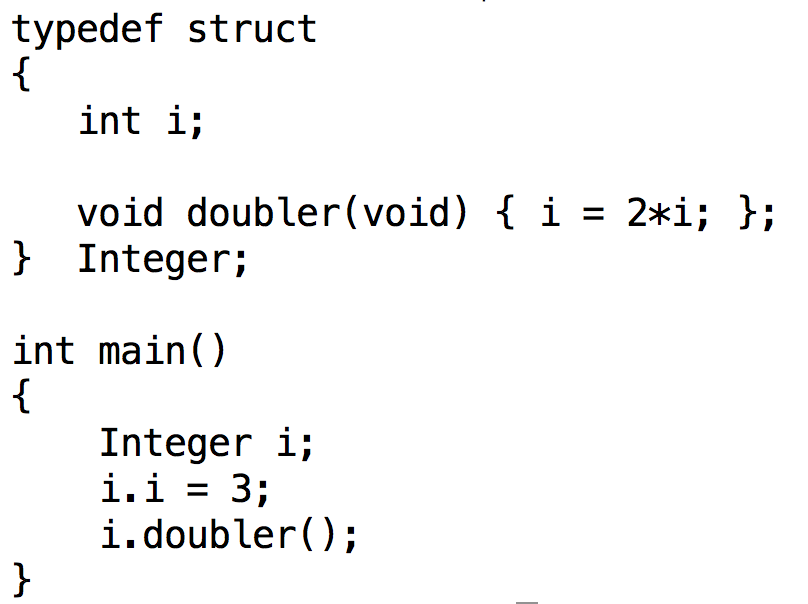 typedef struct
{
   int i;

   void doubler(void) { i = 2*i; };
}  Integer;

int main()
{
    Integer i;
    i.i = 3;
    i.doubler();
}